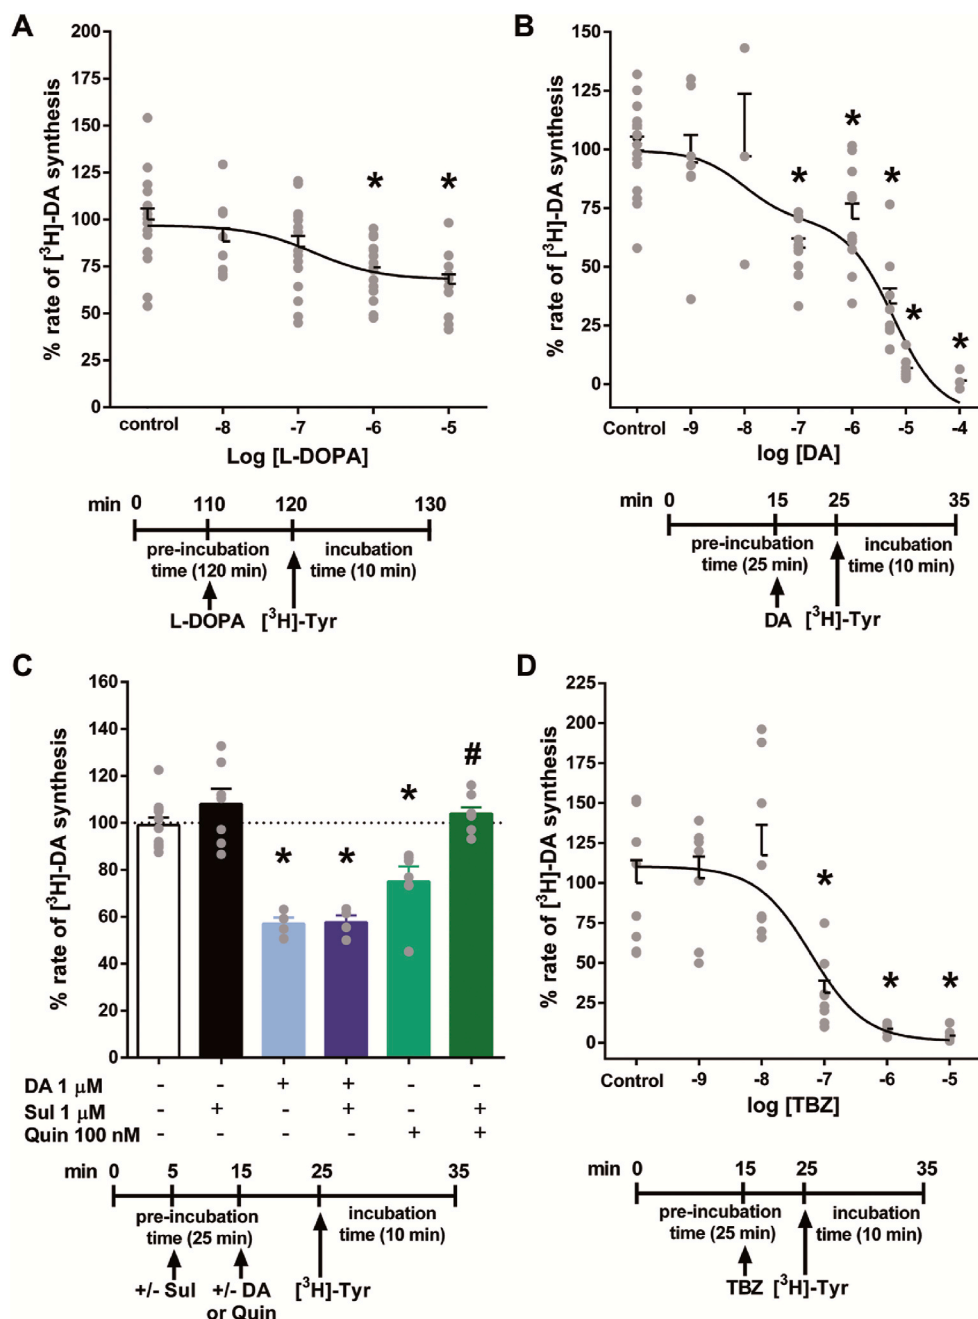 A
% rate of [³H]-DA synthesis
200
175
150
125
100
75
50
25
0
* *
control -8 -7 -6 -5
Log [L-DOPA]
min 0 110 120 130
pre-incubation incubation
time (120 min) time (10 min)
L-DOPA [³H]-Tyr
B
% rate of [³H]-DA synthesis
150
125
100
75
50
25
0
* * * * *
Control -9 -8 -7 -6 -5 -4
log [DA]
min 0 15 25 35
pre-incubation incubation
time (25 min) time (10 min)
DA [³H]-Tyr
C
% rate of [³H]-DA synthesis
160
140
120
100
80
60
40
20
0
* * * #
DA 1 μM - - + + - -
Sul 1 μM - + - + - +
Quin 100 nM - - - - + +
min 0 5 15 25 35
pre-incubation incubation
time (25 min) time (10 min)
+/- Sul +/- DA [³H]-Tyr
or Quin
D
% rate of [³H]-DA synthesis
225
200
175
150
125
100
75
50
25
0
* * *
Control -9 -8 -7 -6 -5
log [TBZ]
min 0 15 25 35
pre-incubation incubation
time (25 min) time (10 min)
TBZ [³H]-Tyr